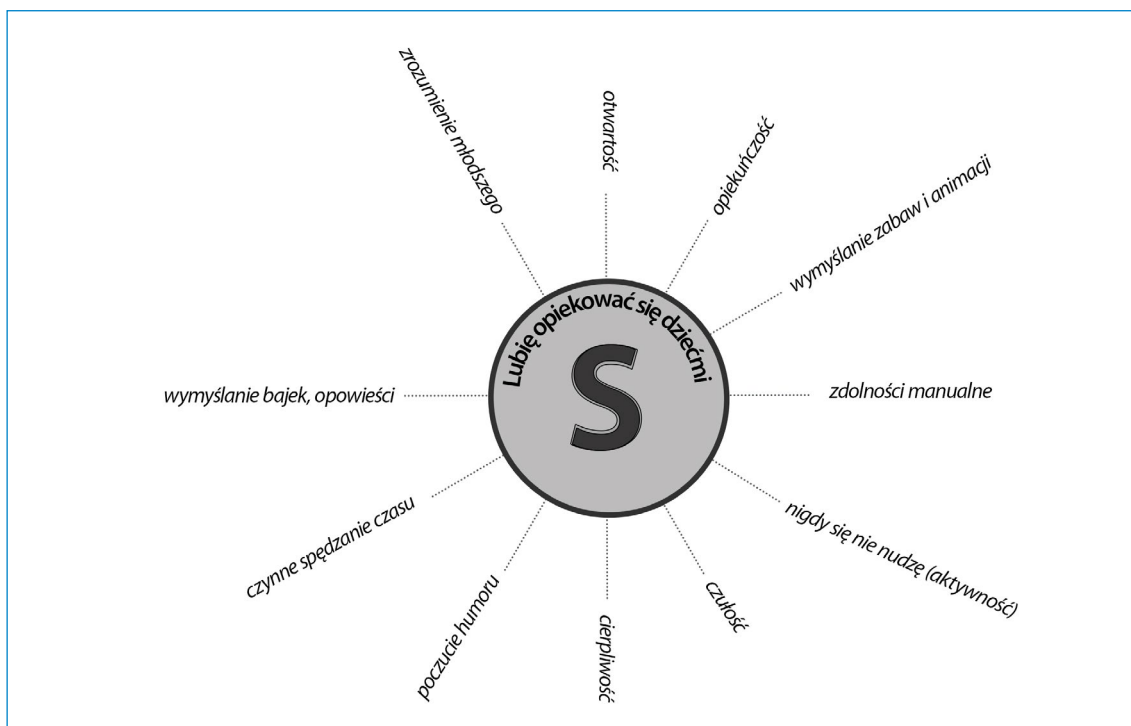 zrozumienie młodszego
otwartość
opiekuńczość
wymyślanie zabaw i animacji
Lubię opiekować się dziećmi
S
wymyślanie bajek, opowieści
zdolności manualne
czynne spędzanie czasu
nigdy się nie nudzę (aktywność)
poczucie humoru
cierpliwość
czułość